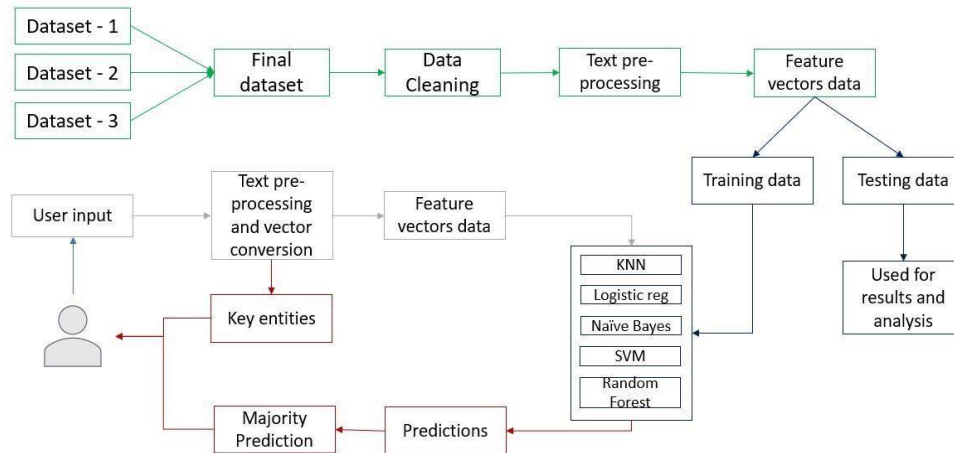 Dataset - 1
Dataset - 2
Dataset - 3
Final
dataset
Data
Cleaning
Text pre-
processing
Feature
vectors data
Training data
Testing data
Used for
results and
analysis
User input
Text pre-
processing
and vector
conversion
Feature
vectors data
KNN
Logistic reg
Naïve Bayes
SVM
Random
Forest
Key entities
Majority
Prediction
Predictions